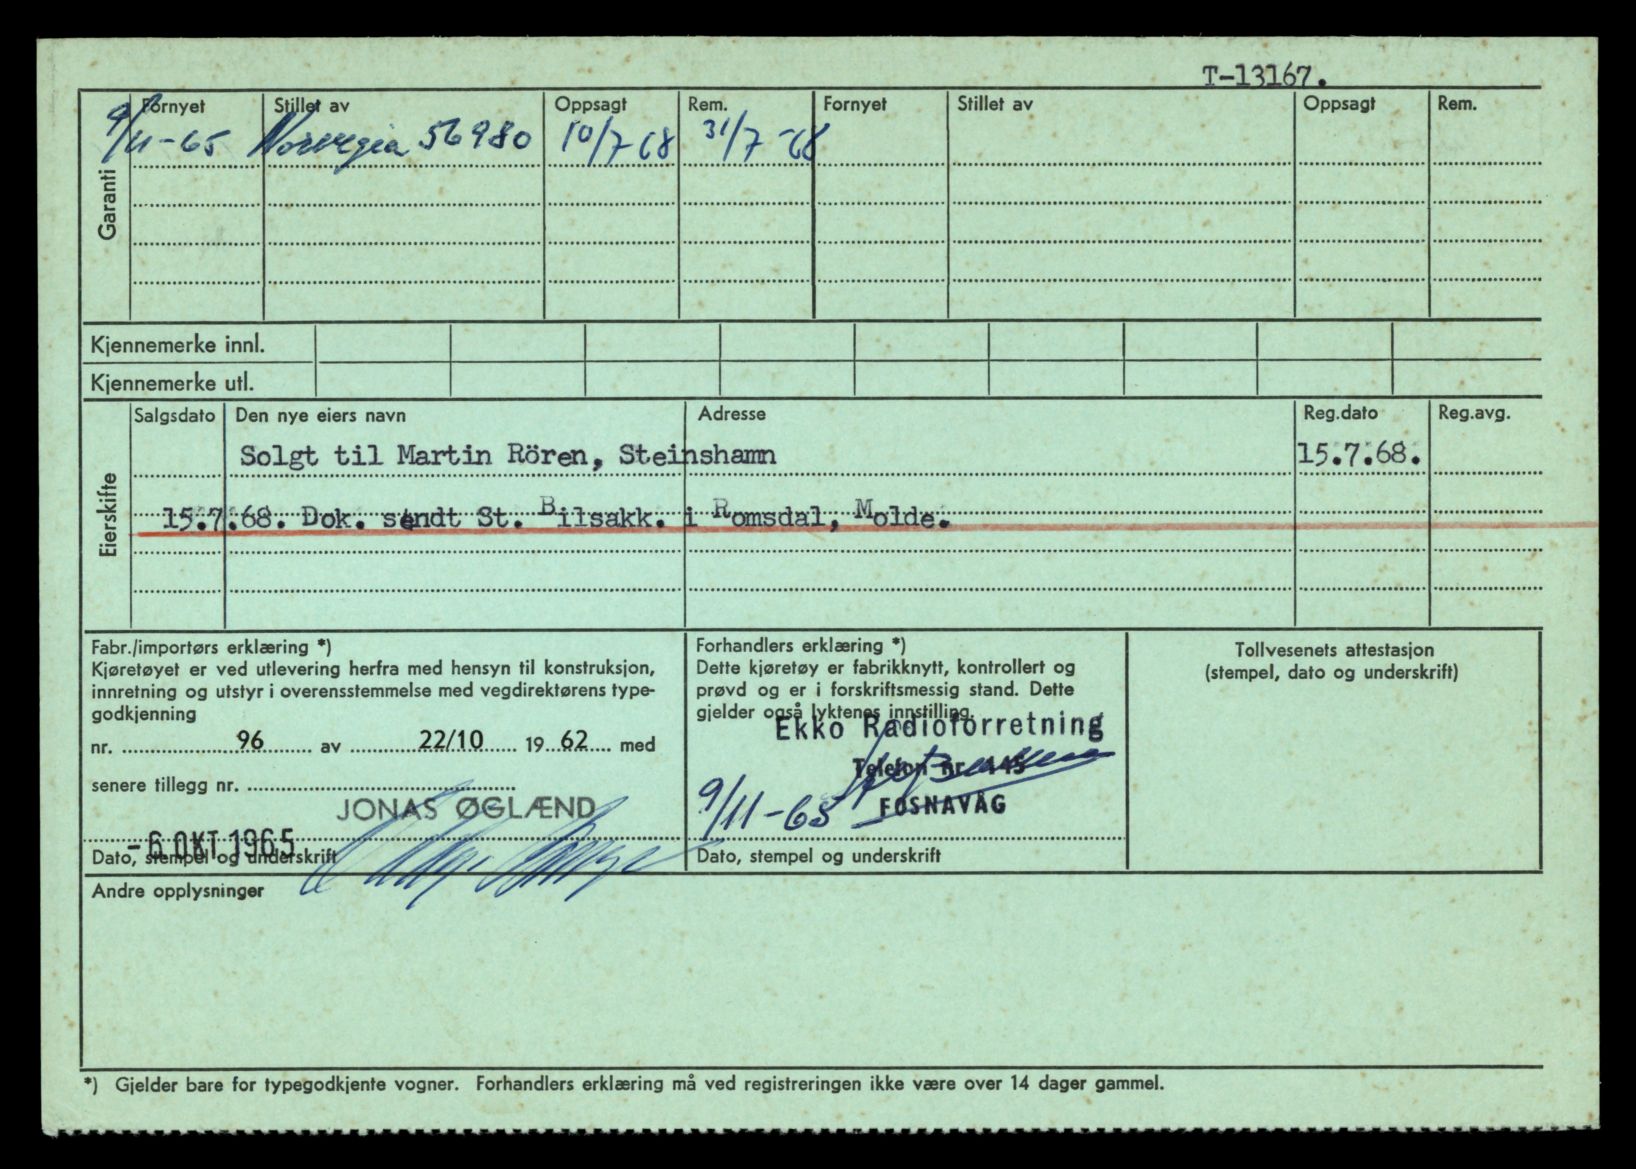 T-13167.
Garanti
Fornyet Stillet av Oppsagt Rem. Fornyet Stillet av Oppsagt Rem.
9/11-65 Norvegia 56980 10/7 68 31/7-68
Kjennemerke innl.
Kjennemerke utl.
Eierskifte
Salgsdato Den nye eiers navn Adresse Reg.dato Reg.avg.
Solgt til Martin Rören, Steinshamn 15.7.68.
15.7.68. Dok. sendt St. Bilsakk. i Romsdal, Molde.
Fabr./importørs erklæring *)
Kjøretøyet er ved utlevering herfra med hensyn til konstruksjon,
innretning og utstyr i overensstemmelse med vegdirektørens type-
godkjenning
nr. 96 av 22/10 1962 med
senere tillegg nr.
JONAS ØGLÆND
-6 OKT 1965
Dato, stempel og underskrift
Forhandlers erklæring *)
Dette kjøretøy er fabrikknytt, kontrollert og
prøvd og er i forskriftsmessig stand. Dette
gjelder også lyktenes innstilling.
Ekko Radioforretning
Telefon nr. 145
9/11-65 FOSNAVÅG
Dato, stempel og underskrift
Tollvesenets attestasjon
(stempel, dato og underskrift)
Andre opplysninger
*) Gjelder bare for typegodkjente vogner. Forhandlers erklæring må ved registreringen ikke være over 14 dager gammel.